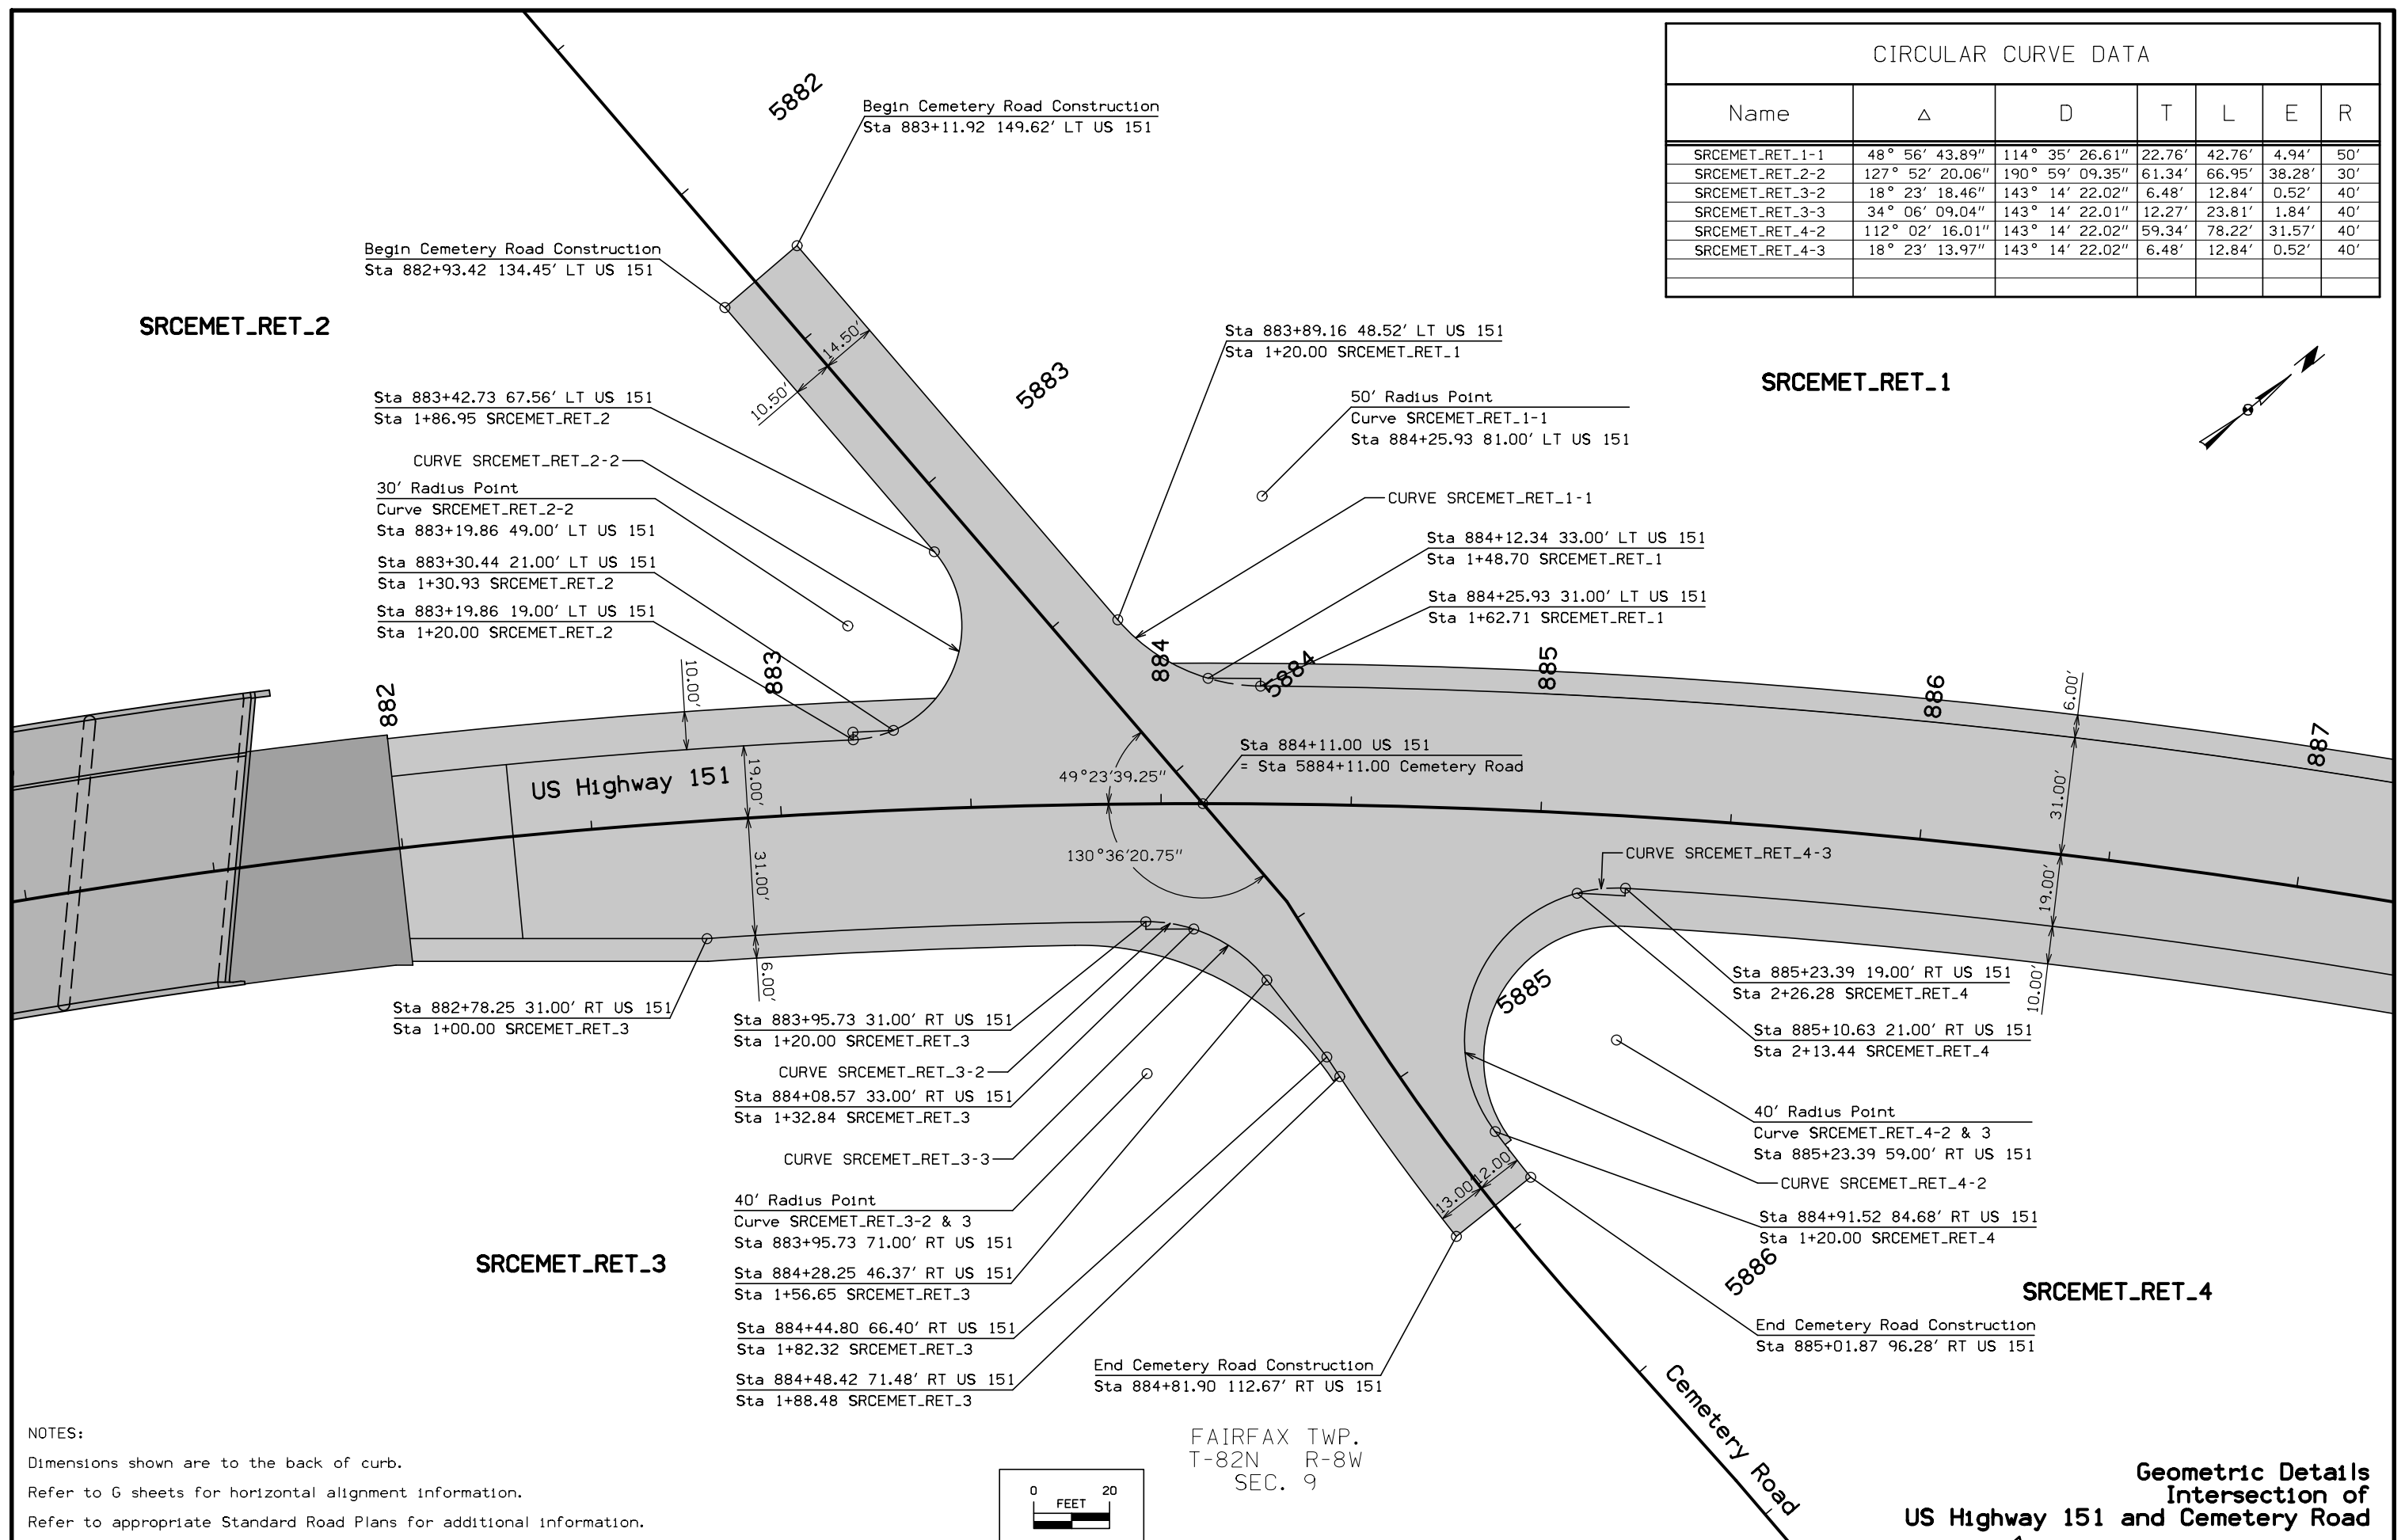 CIRCULAR CURVE DATA
Name △ D T L E R
SRCEMET_RET_1-1 48° 56′ 43.89″ 114° 35′ 26.61″ 22.76′ 42.76′ 4.94′ 50′
SRCEMET_RET_2-2 127° 52′ 20.06″ 190° 59′ 09.35″ 61.34′ 66.95′ 38.28′ 30′
SRCEMET_RET_3-2 18° 23′ 18.46″ 143° 14′ 22.02″ 6.48′ 12.84′ 0.52′ 40′
SRCEMET_RET_3-3 34° 06′ 09.04″ 143° 14′ 22.01″ 12.27′ 23.81′ 1.84′ 40′
SRCEMET_RET_4-2 112° 02′ 16.01″ 143° 14′ 22.02″ 59.34′ 78.22′ 31.57′ 40′
SRCEMET_RET_4-3 18° 23′ 13.97″ 143° 14′ 22.02″ 6.48′ 12.84′ 0.52′ 40′
5882
Begin Cemetery Road Construction
Sta 883+11.92 149.62′ LT US 151
Begin Cemetery Road Construction
Sta 882+93.42 134.45′ LT US 151
SRCEMET_RET_2
14.50′
10.50′
5883
Sta 883+89.16 48.52′ LT US 151
Sta 1+20.00 SRCEMET_RET_1
SRCEMET_RET_1
50′ Radius Point
Curve SRCEMET_RET_1-1
Sta 884+25.93 81.00′ LT US 151
Sta 883+42.73 67.56′ LT US 151
Sta 1+86.95 SRCEMET_RET_2
CURVE SRCEMET_RET_2-2
30′ Radius Point
Curve SRCEMET_RET_2-2
Sta 883+19.86 49.00′ LT US 151
CURVE SRCEMET_RET_1-1
Sta 884+12.34 33.00′ LT US 151
Sta 1+48.70 SRCEMET_RET_1
Sta 883+30.44 21.00′ LT US 151
Sta 1+30.93 SRCEMET_RET_2
Sta 884+25.93 31.00′ LT US 151
Sta 1+62.71 SRCEMET_RET_1
Sta 883+19.86 19.00′ LT US 151
Sta 1+20.00 SRCEMET_RET_2
882
883
884
5884
885
886
887
10.00′
6.00′
US Highway 151
19.00′
31.00′
49°23′39.25″
Sta 884+11.00 US 151
= Sta 5884+11.00 Cemetery Road
130°36′20.75″
31.00′
19.00′
CURVE SRCEMET_RET_4-3
6.00′
10.00′
5885
Sta 882+78.25 31.00′ RT US 151
Sta 1+00.00 SRCEMET_RET_3
Sta 883+95.73 31.00′ RT US 151
Sta 1+20.00 SRCEMET_RET_3
CURVE SRCEMET_RET_3-2
Sta 884+08.57 33.00′ RT US 151
Sta 1+32.84 SRCEMET_RET_3
CURVE SRCEMET_RET_3-3
40′ Radius Point
Curve SRCEMET_RET_3-2 & 3
Sta 883+95.73 71.00′ RT US 151
Sta 884+28.25 46.37′ RT US 151
Sta 1+56.65 SRCEMET_RET_3
Sta 884+44.80 66.40′ RT US 151
Sta 1+82.32 SRCEMET_RET_3
Sta 884+48.42 71.48′ RT US 151
Sta 1+88.48 SRCEMET_RET_3
Sta 885+23.39 19.00′ RT US 151
Sta 2+26.28 SRCEMET_RET_4
Sta 885+10.63 21.00′ RT US 151
Sta 2+13.44 SRCEMET_RET_4
40′ Radius Point
Curve SRCEMET_RET_4-2 & 3
Sta 885+23.39 59.00′ RT US 151
CURVE SRCEMET_RET_4-2
13.00′
12.00′
Sta 884+91.52 84.68′ RT US 151
Sta 1+20.00 SRCEMET_RET_4
5886
SRCEMET_RET_3
SRCEMET_RET_4
End Cemetery Road Construction
Sta 885+01.87 96.28′ RT US 151
End Cemetery Road Construction
Sta 884+81.90 112.67′ RT US 151
Cemetery Road
NOTES:
Dimensions shown are to the back of curb.
Refer to G sheets for horizontal alignment information.
Refer to appropriate Standard Road Plans for additional information.
FAIRFAX TWP.
T-82N R-8W
SEC. 9
0 20
FEET
Geometric Details
Intersection of
US Highway 151 and Cemetery Road